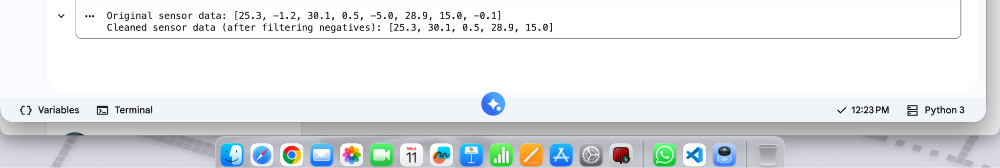 Original sensor data: [25.3, −1.2, 30.1, 0.5, −5.0, 28.9, 15.0, −0.1]
Cleaned sensor data (after filtering negatives): [25.3, 30.1, 0.5, 28.9, 15.0]
Variables Terminal 12:23 PM Python 3
Wed
11